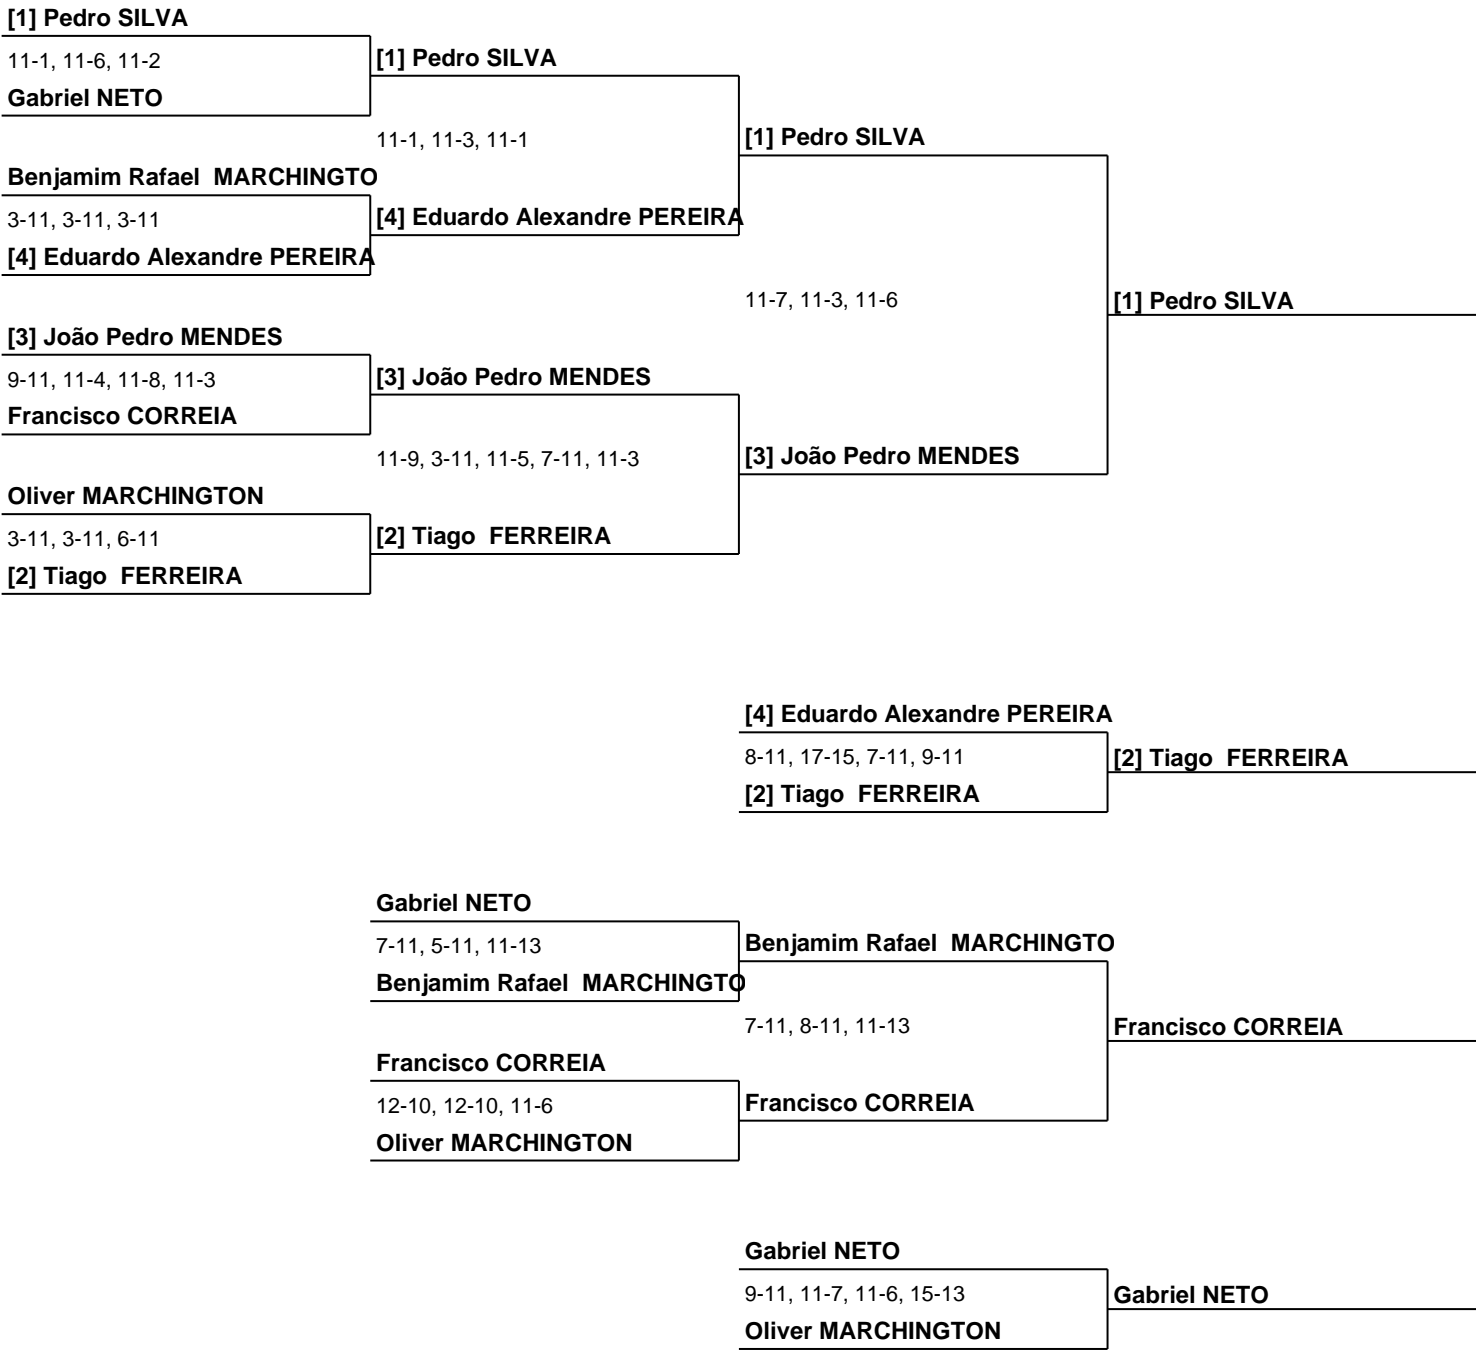 [1] Pedro SILVA
11-1, 11-6, 11-2
[1] Pedro SILVA
Gabriel NETO
11-1, 11-3, 11-1
[1] Pedro SILVA
Benjamim Rafael  MARCHINGTO
3-11, 3-11, 3-11
[4] Eduardo Alexandre PEREIRA
[4] Eduardo Alexandre PEREIRA
11-7, 11-3, 11-6
[1] Pedro SILVA
[3] João Pedro MENDES
9-11, 11-4, 11-8, 11-3
[3] João Pedro MENDES
Francisco CORREIA
11-9, 3-11, 11-5, 7-11, 11-3
[3] João Pedro MENDES
Oliver MARCHINGTON
3-11, 3-11, 6-11
[2] Tiago  FERREIRA
[2] Tiago  FERREIRA
[4] Eduardo Alexandre PEREIRA
8-11, 17-15, 7-11, 9-11
[2] Tiago  FERREIRA
[2] Tiago  FERREIRA
Gabriel NETO
7-11, 5-11, 11-13
Benjamim Rafael  MARCHINGTO
Benjamim Rafael  MARCHINGTO
7-11, 8-11, 11-13
Francisco CORREIA
Francisco CORREIA
12-10, 12-10, 11-6
Francisco CORREIA
Oliver MARCHINGTON
Gabriel NETO
9-11, 11-7, 11-6, 15-13
Gabriel NETO
Oliver MARCHINGTON